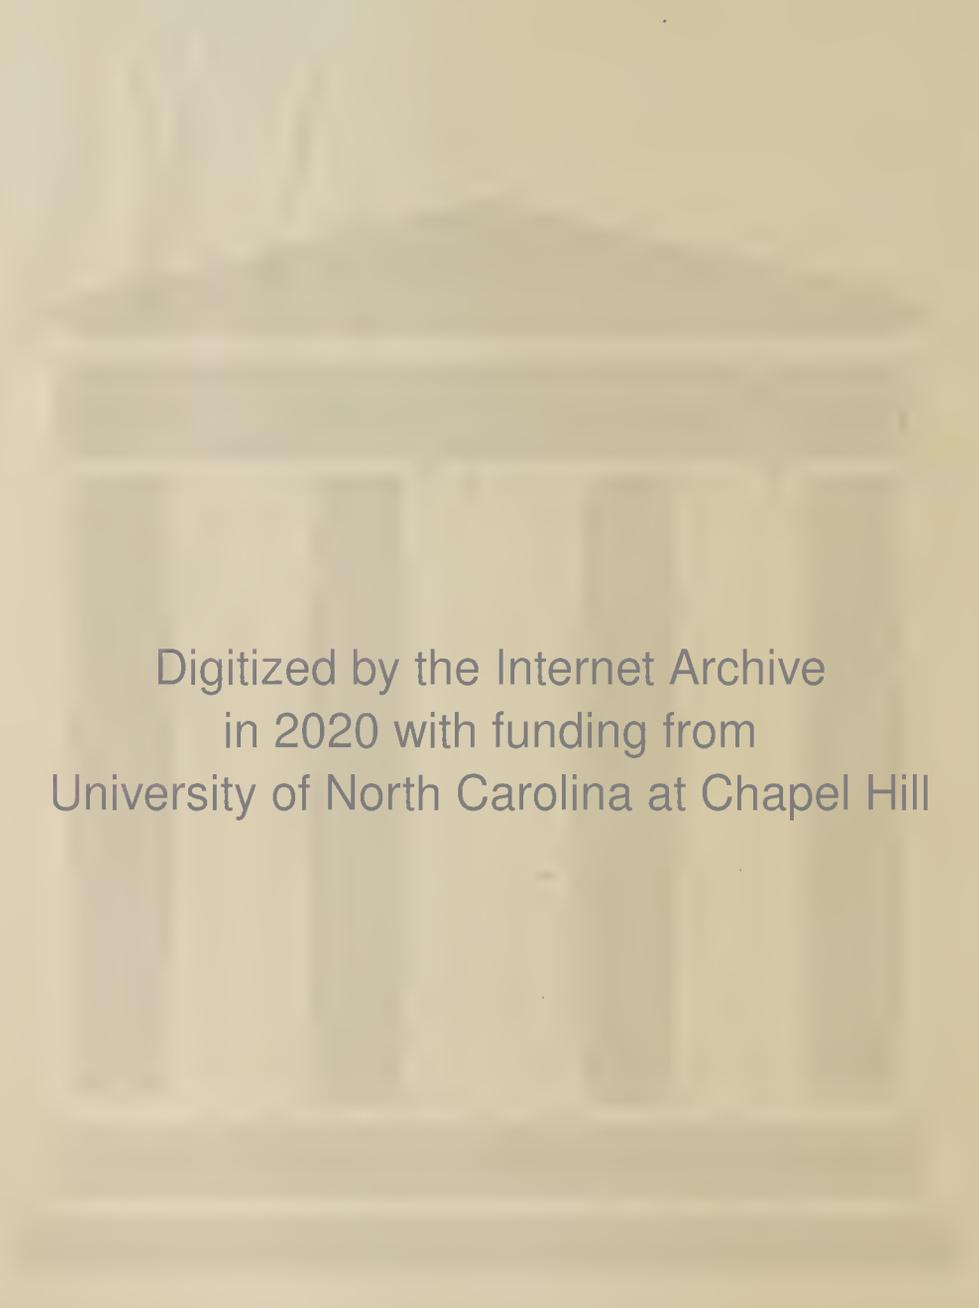 Digitized by the Internet Archive
in 2020 with funding from
University of North Carolina at Chapel Hill